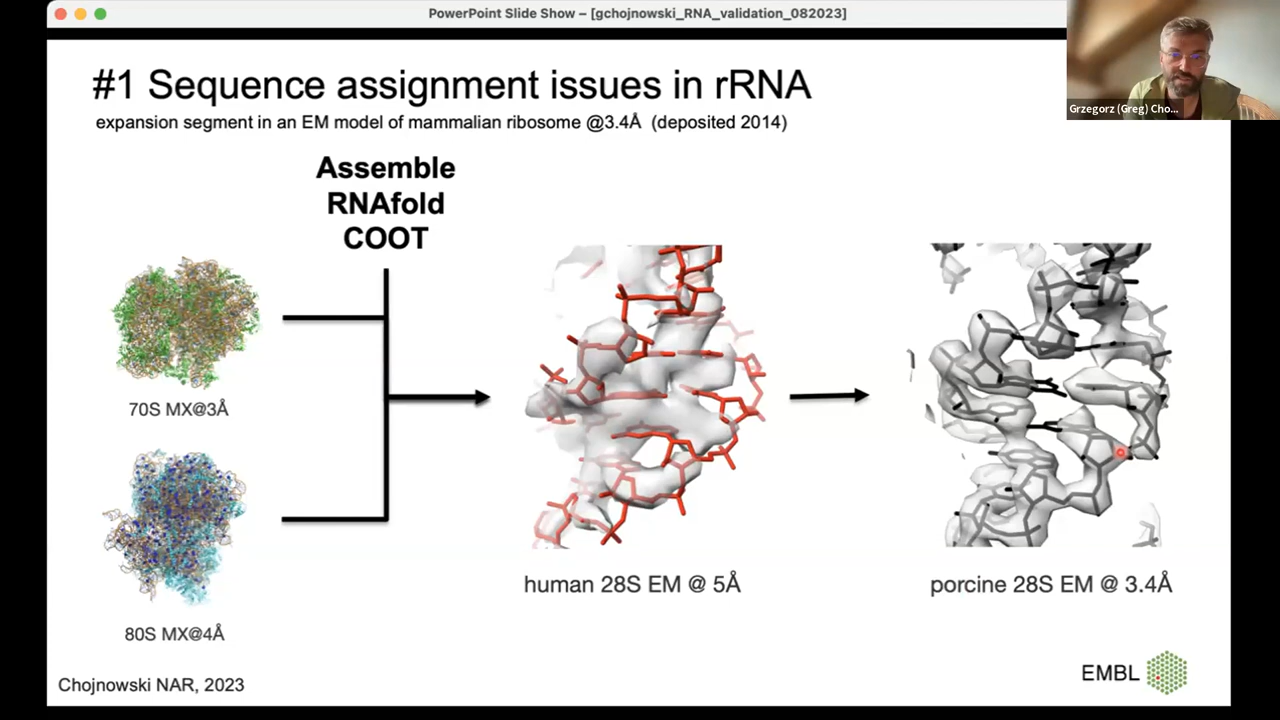 PowerPoint Slide Show – [gchojnowski_RNA_validation_082023]
Grzegorz (Greg) Cho...
#1 Sequence assignment issues in rRNA
expansion segment in an EM model of mammalian ribosome @3.4Å (deposited 2014)
Assemble
RNAfold
COOT
70S MX@3Å
80S MX@4Å
human 28S EM @ 5Å
porcine 28S EM @ 3.4Å
Chojnowski NAR, 2023
EMBL